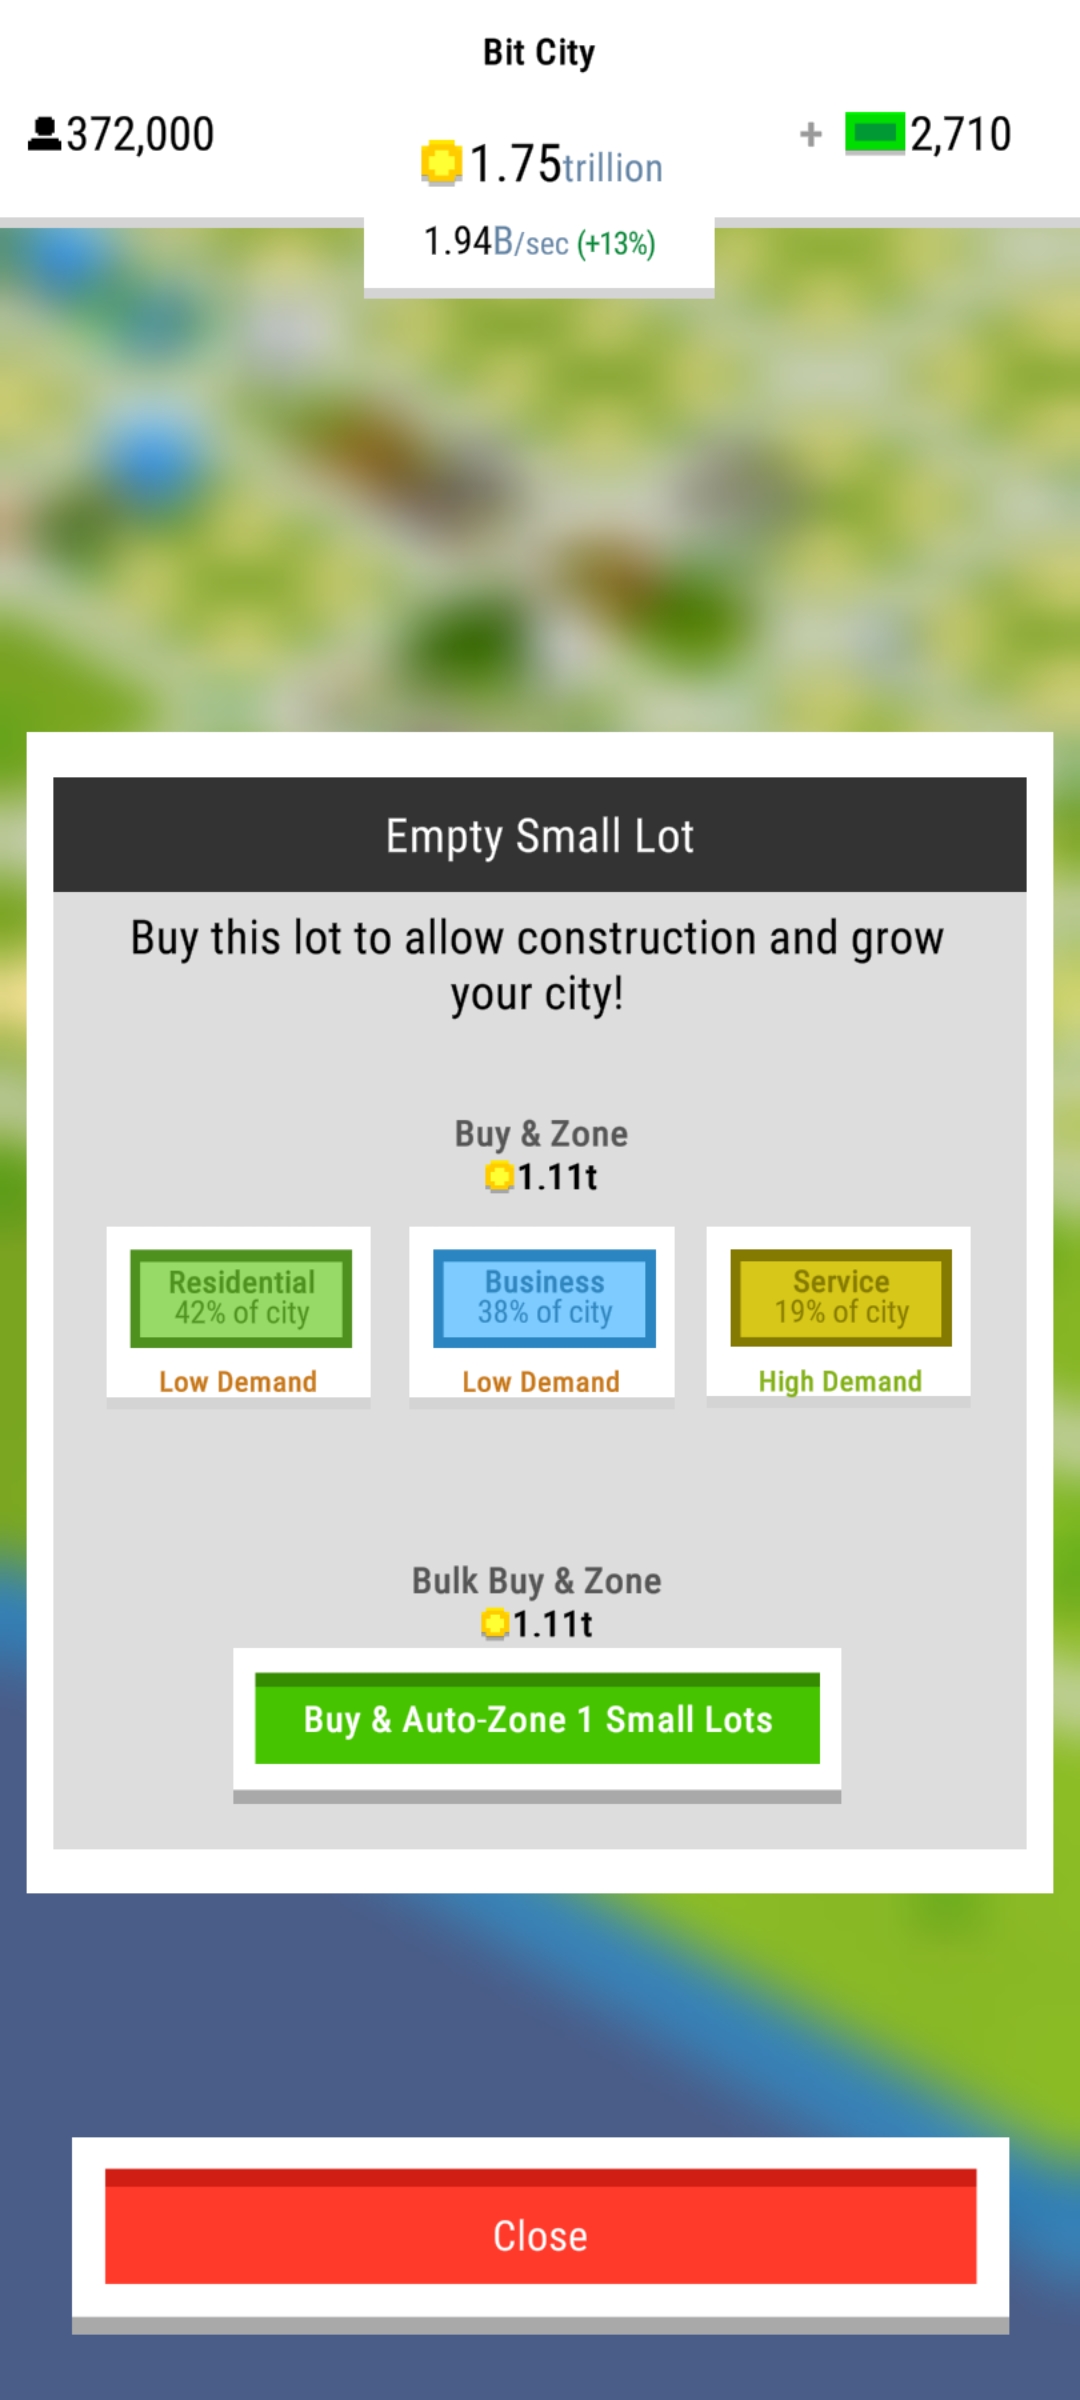 Bit City
372,000
1.75trillion
+ 2,710
1.94B/sec (+13%)
Empty Small Lot
Buy this lot to allow construction and grow
your city!
Buy & Zone
1.11t
Residential
42% of city
Low Demand
Business
38% of city
Low Demand
Service
19% of city
High Demand
Bulk Buy & Zone
1.11t
Buy & Auto-Zone 1 Small Lots
Close